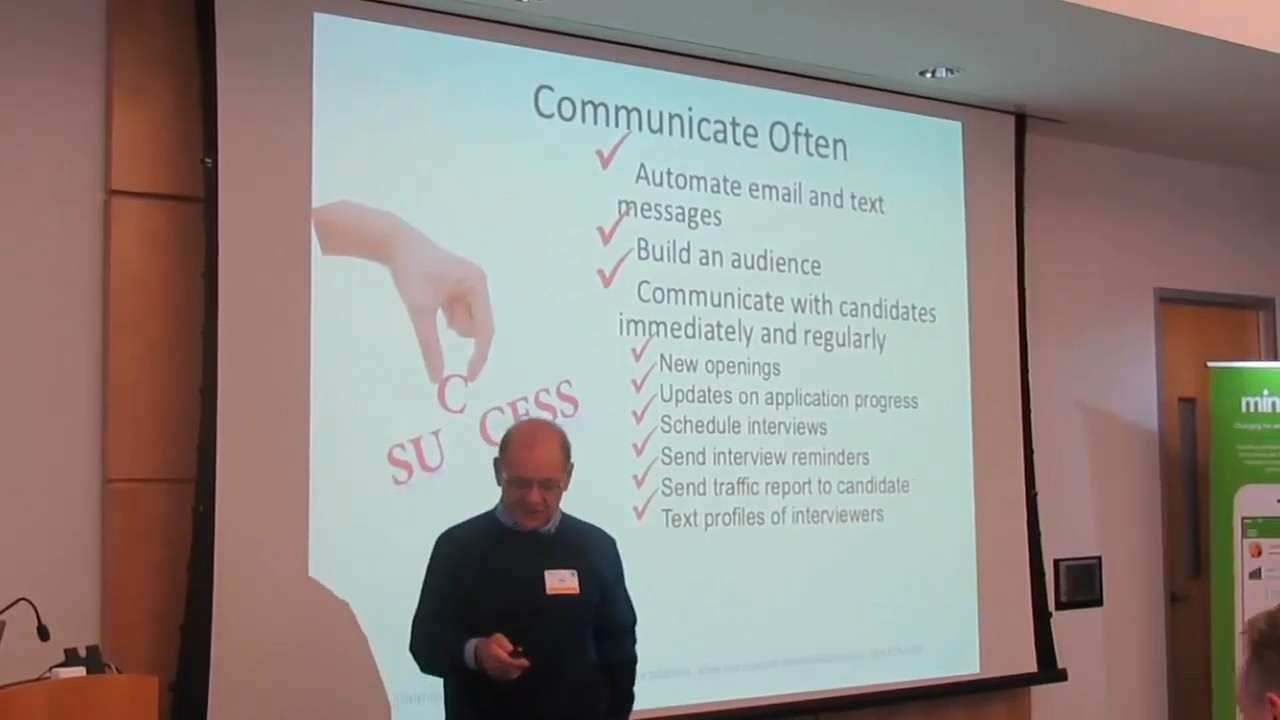 Communicate Often
Automate email and text
messages
Build an audience
Communicate with candidates
immediately and regularly
New openings
Updates on application progress
Schedule interviews
Send interview reminders
Send traffic report to candidate
Text profiles of interviewers
C
SU CESS
min